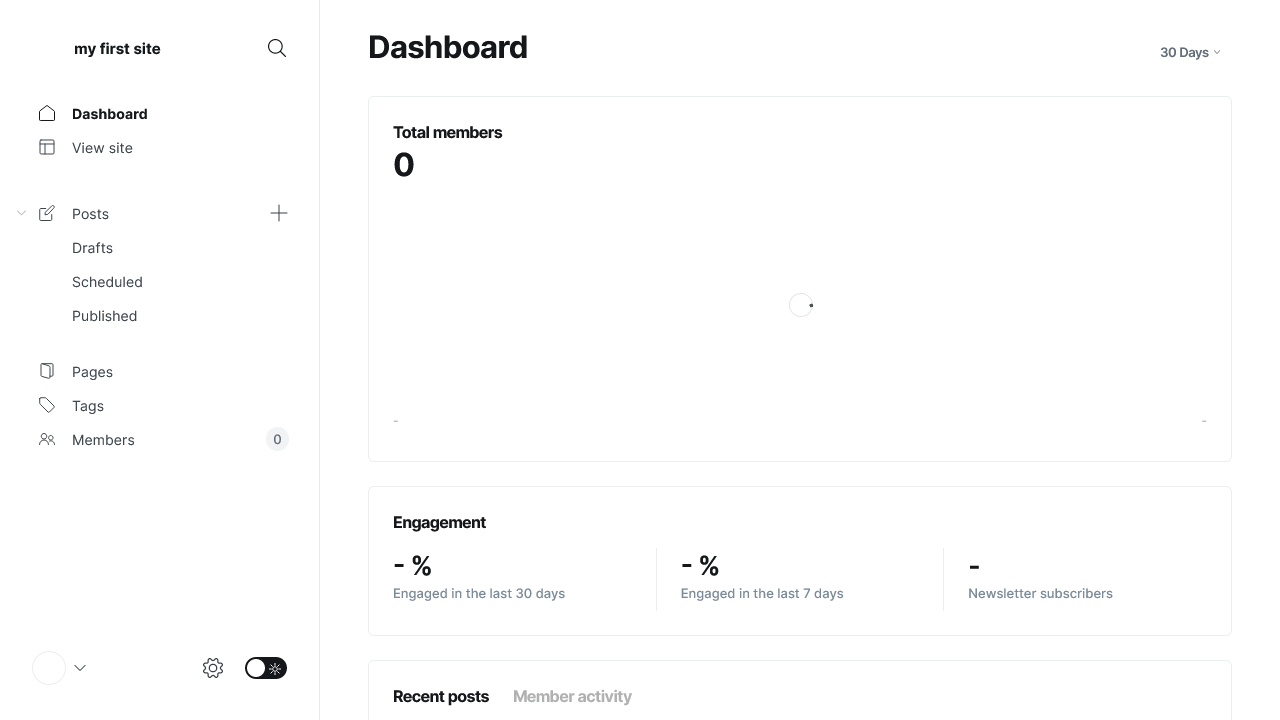 my first site
Dashboard
View site
Posts
Drafts
Scheduled
Published
Pages
Tags
Members 0
Dashboard
30 Days
Total members
0
- -
Engagement
- %
Engaged in the last 30 days
- %
Engaged in the last 7 days
-
Newsletter subscribers
Recent posts Member activity